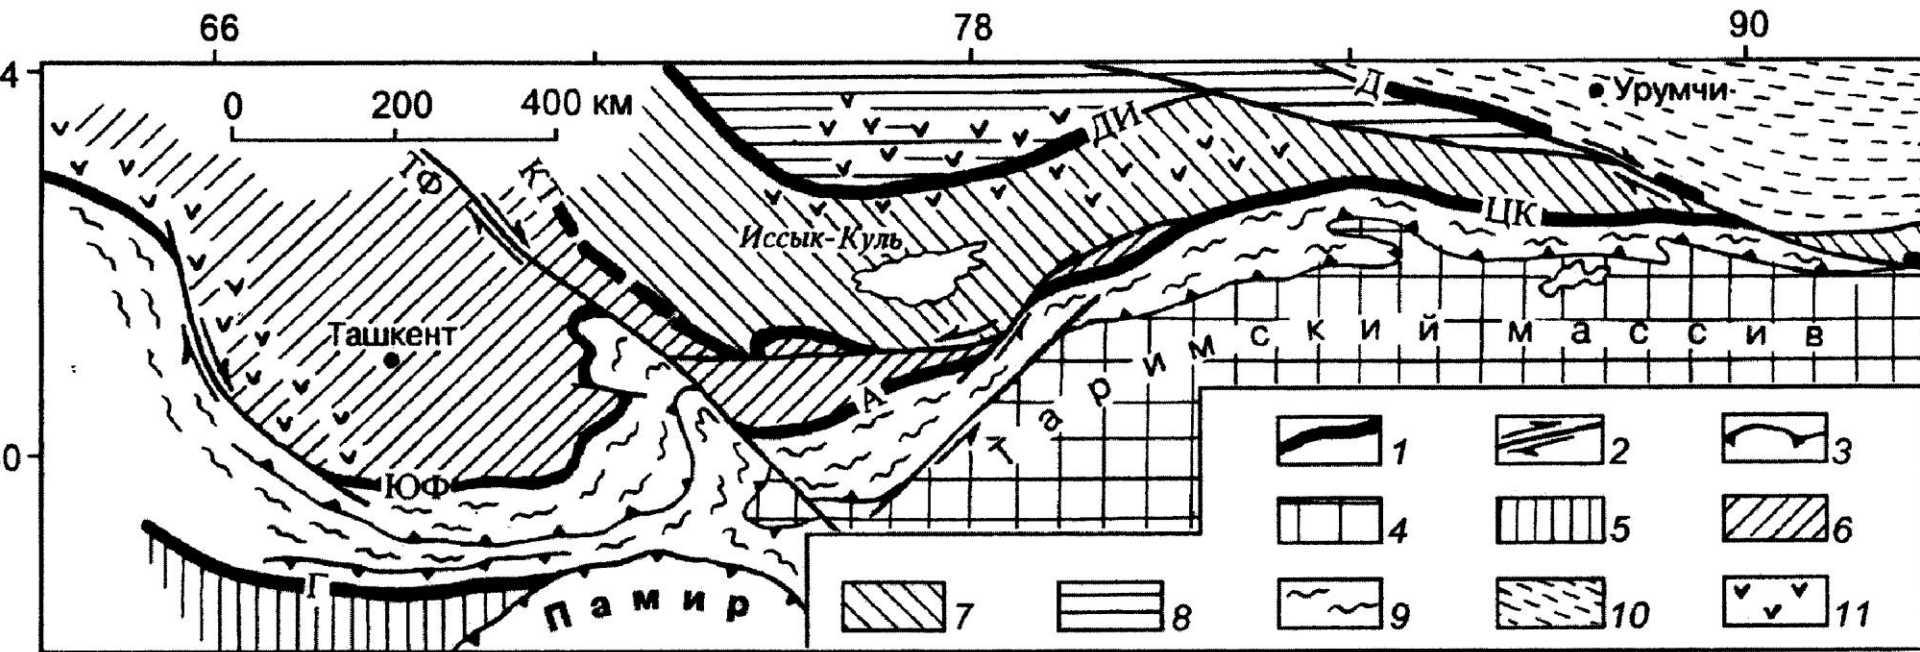 66 78 90
4
0 200 400 км
Д
Урумчи
ДИ
ТФ
КТ
ЦК
Иссык-Куль
Ташкент
Таримский массив
А
ЮФ
0
Г
Памир
1 2 3
4 5 6
7 8 9 10 11